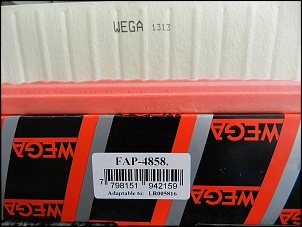 WEGA 1313
WEGA
WEGA
WEGA
FAP-4858.
7 798151 942159
Adaptable to: LR005816